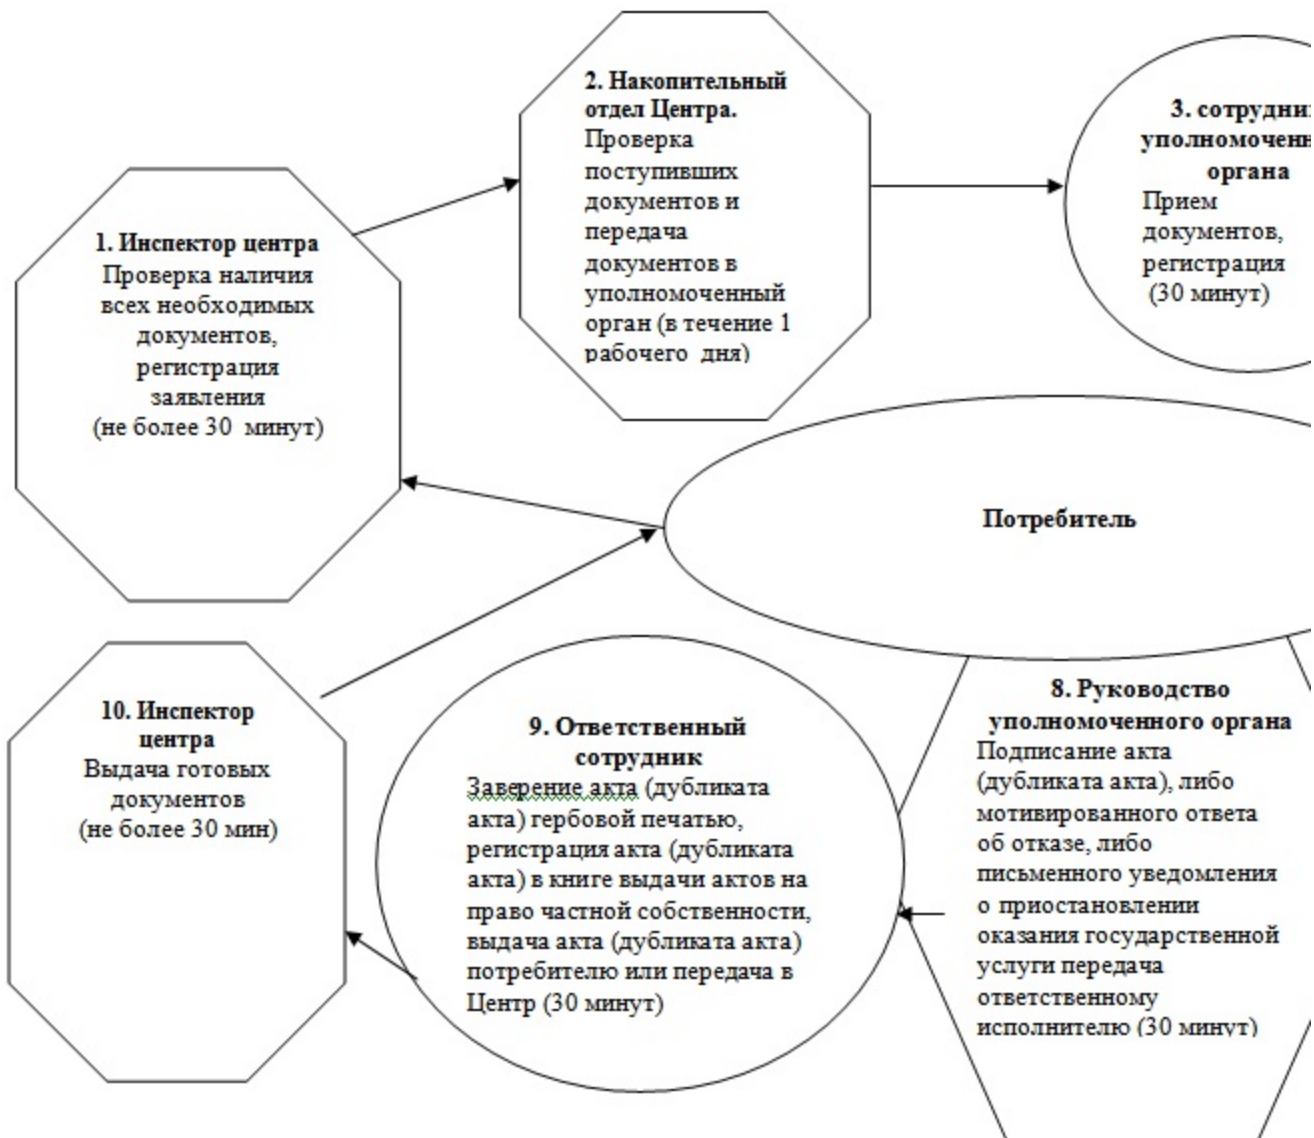 1. Инспектор центра
Проверка наличия
всех необходимых
документов,
регистрация
заявления
(не более 30 минут)
2. Накопительный
отдел Центра.
Проверка
поступивших
документов и
передача
документов в
уполномоченный
орган (в течение 1
рабочего дня)
3. сотрудни
уполномоченн
органа
Прием
документов,
регистрация
(30 минут)
Потребитель
8. Руководство
уполномоченного органа
Подписание акта
(дубликата акта), либо
мотивированного ответа
об отказе, либо
письменного уведомления
о приостановлении
оказания государственной
услуги передача
ответственному
исполнителю (30 минут)
9. Ответственный
сотрудник
Заверение акта (дубликата
акта) гербовой печатью,
регистрация акта (дубликата
акта) в книге выдачи актов на
право частной собственности,
выдача акта (дубликата акта)
потребителю или передача в
Центр (30 минут)
10. Инспектор
центра
Выдача готовых
документов
(не более 30 мин)